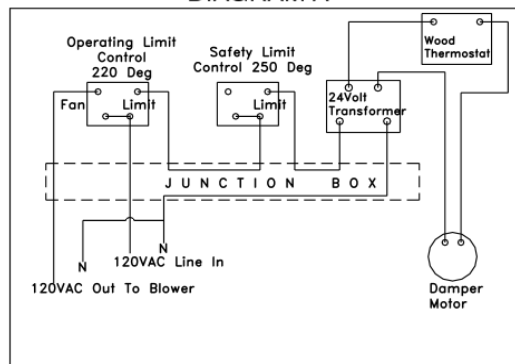 Operating Limit
Control
220 Deg
Safety Limit
Control 250 Deg
Wood
Thermostat
Fan
Limit
Limit
24Volt
Transformer
JUNCTION BOX
N
N
120VAC Line In
120VAC Out To Blower
Damper
Motor